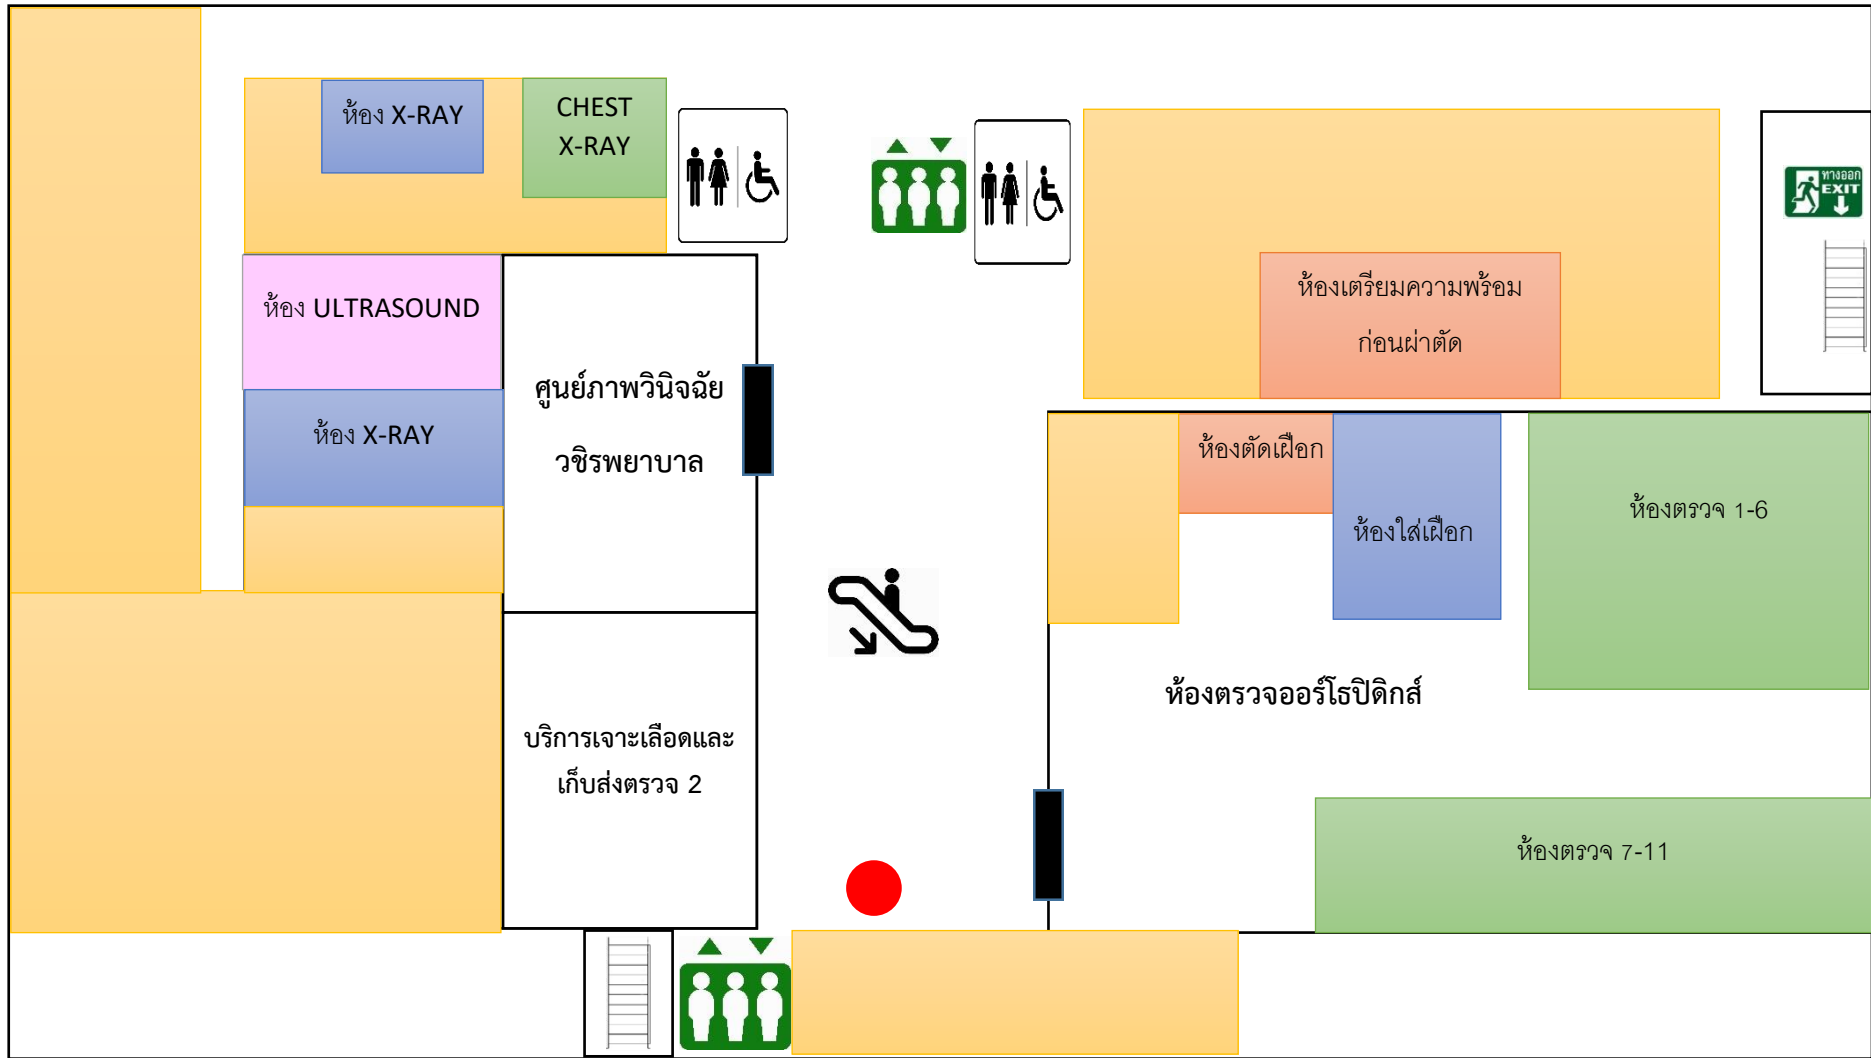 ห้อง X-RAY
CHEST
X-RAY
ทางออก
EXIT
ห้อง ULTRASOUND
ห้องเตรียมความพร้อม
ก่อนผ่าตัด
ศูนย์ภาพวินิจฉัย
วชิรพยาบาล
ห้อง X-RAY
ห้องตัดเฝือก
ห้องใส่เฝือก
ห้องตรวจ 1-6
ห้องตรวจออร์โธปิดิกส์
บริการเจาะเลือดและ
เก็บส่งตรวจ 2
ห้องตรวจ 7-11